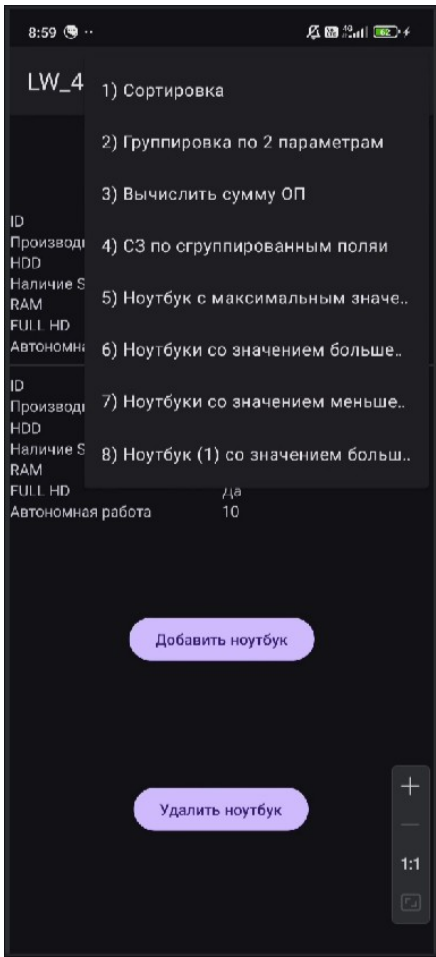 8:59
62
LW_4
1) Сортировка
2) Группировка по 2 параметрам
3) Вычислить сумму ОП
ID
Производи
4) СЗ по сгруппированным поляи
HDD
Наличие S
5) Ноутбук с максимальным значе..
RAM
FULL HD
Автономна
6) Ноутбуки со значением больше..
ID
Производи
7) Ноутбуки со значением меньше..
HDD
Наличие S
8) Ноутбук (1) со значением больш..
RAM
FULL HD Да
Автономная работа 10
Добавить ноутбук
Удалить ноутбук
1:1